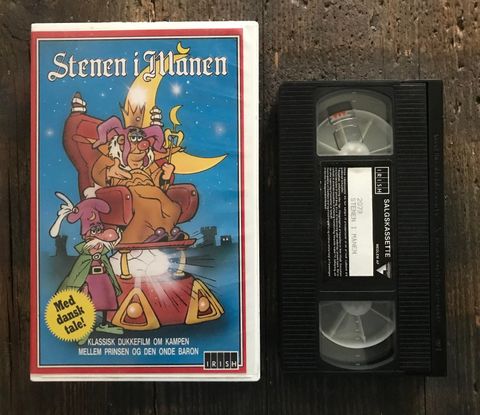 Stenen i Månen
Med
dansk
tale!
KLASSISK DUKKEFILM OM KAMPEN
MELLEM PRINSEN OG DEN ONDE BARON
IRISH
IRISH
SALGSKASSETTE
2079
STENEN I MÅNEN